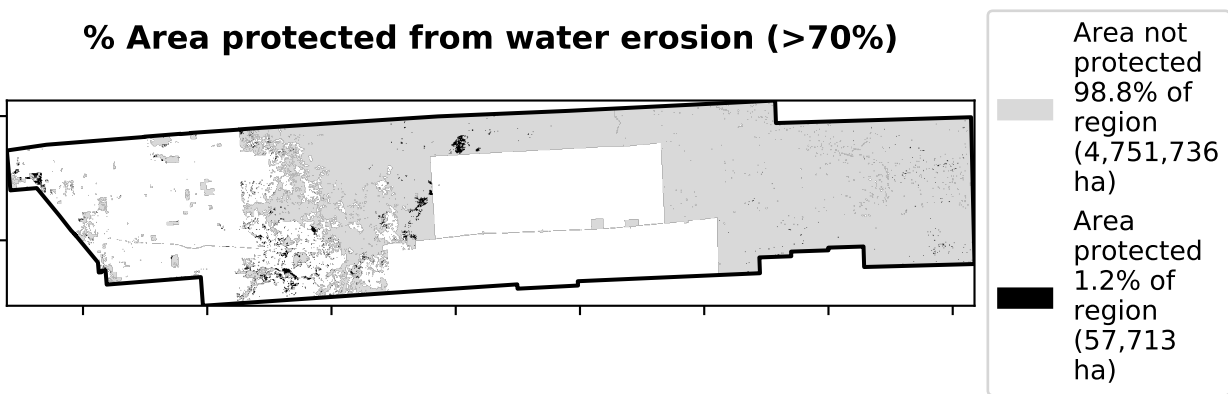 % Area protected from water erosion (>70%)
Area not
protected
98.8% of
region
(4,751,736
ha)
Area
protected
1.2% of
region
(57,713
ha)